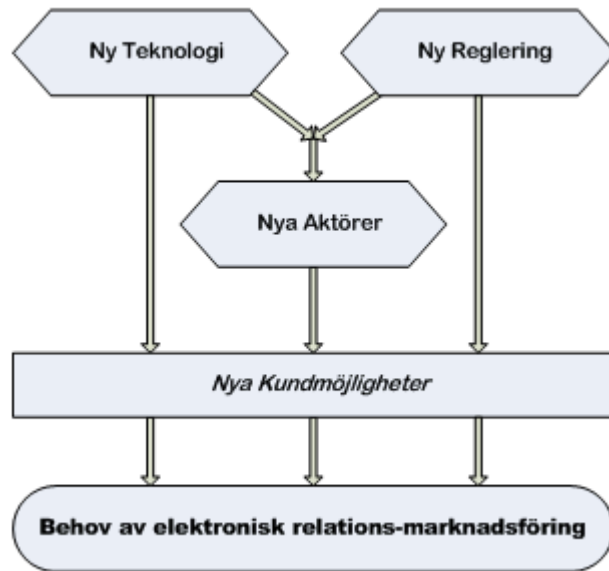 Ny Teknologi
Ny Reglering
Nya Aktörer
Nya Kundmöjligheter
Behov av elektronisk relations-marknadsföring